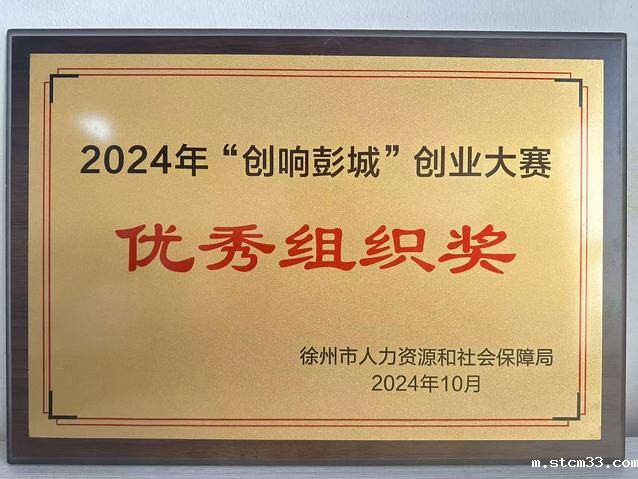 2024年“创响彭城”创业大赛
优秀组织奖
徐州市人力资源和社会保障局
2024年10月
m.stcm33.com